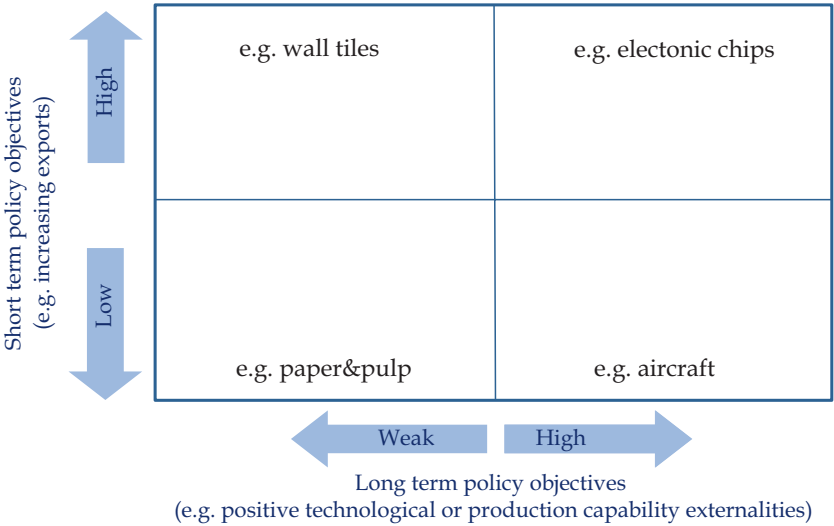 Short term policy objectives
(e.g. increasing exports)
High
Low
e.g. wall tiles
e.g. electonic chips
e.g. paper&pulp
e.g. aircraft
Weak
High
Long term policy objectives
(e.g. positive technological or production capability externalities)